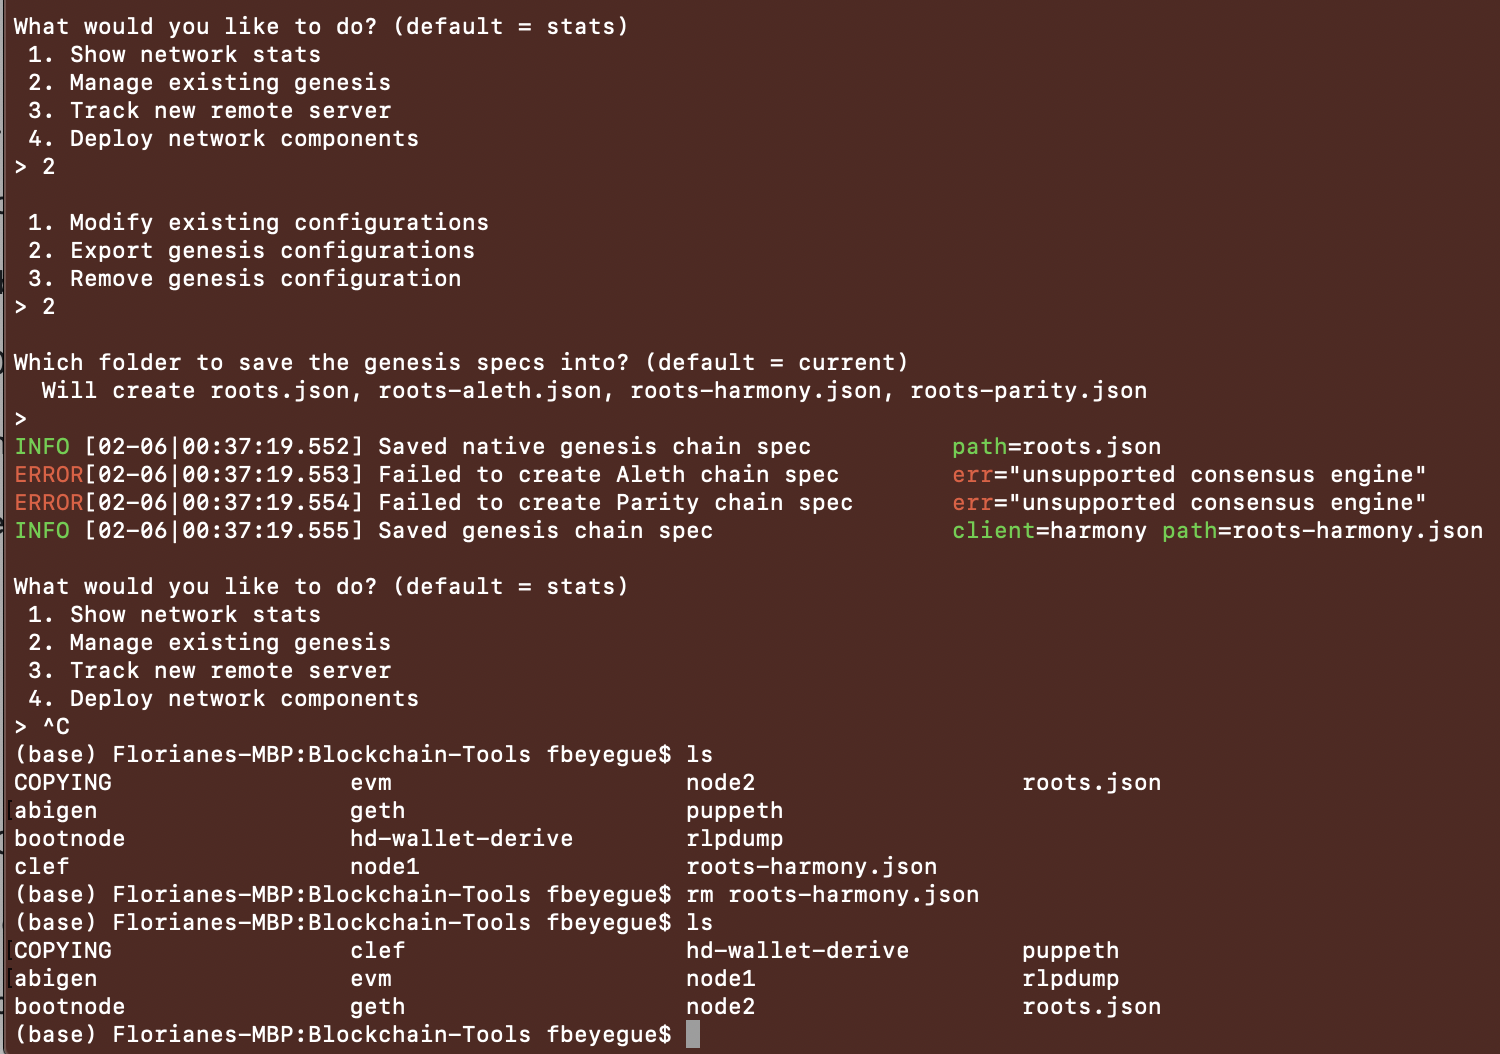 What would you like to do? (default = stats)
 1. Show network stats
 2. Manage existing genesis
 3. Track new remote server
 4. Deploy network components
> 2

 1. Modify existing configurations
 2. Export genesis configurations
 3. Remove genesis configuration
> 2

Which folder to save the genesis specs into? (default = current)
  Will create roots.json, roots-aleth.json, roots-harmony.json, roots-parity.json
>
INFO [02-06|00:37:19.552] Saved native genesis chain spec          path=roots.json
ERROR[02-06|00:37:19.553] Failed to create Aleth chain spec        err="unsupported consensus engine"
ERROR[02-06|00:37:19.554] Failed to create Parity chain spec       err="unsupported consensus engine"
INFO [02-06|00:37:19.555] Saved genesis chain spec                 client=harmony path=roots-harmony.json

What would you like to do? (default = stats)
 1. Show network stats
 2. Manage existing genesis
 3. Track new remote server
 4. Deploy network components
> ^C
(base) Florianes-MBP:Blockchain-Tools fbeyegue$ ls
COPYING                 evm                     node2                   roots.json
abigen                  geth                    puppeth
bootnode                hd-wallet-derive        rlpdump
clef                    node1                   roots-harmony.json
(base) Florianes-MBP:Blockchain-Tools fbeyegue$ rm roots-harmony.json
(base) Florianes-MBP:Blockchain-Tools fbeyegue$ ls
COPYING                 clef                    hd-wallet-derive        puppeth
abigen                  evm                     node1                   rlpdump
bootnode                geth                    node2                   roots.json
(base) Florianes-MBP:Blockchain-Tools fbeyegue$